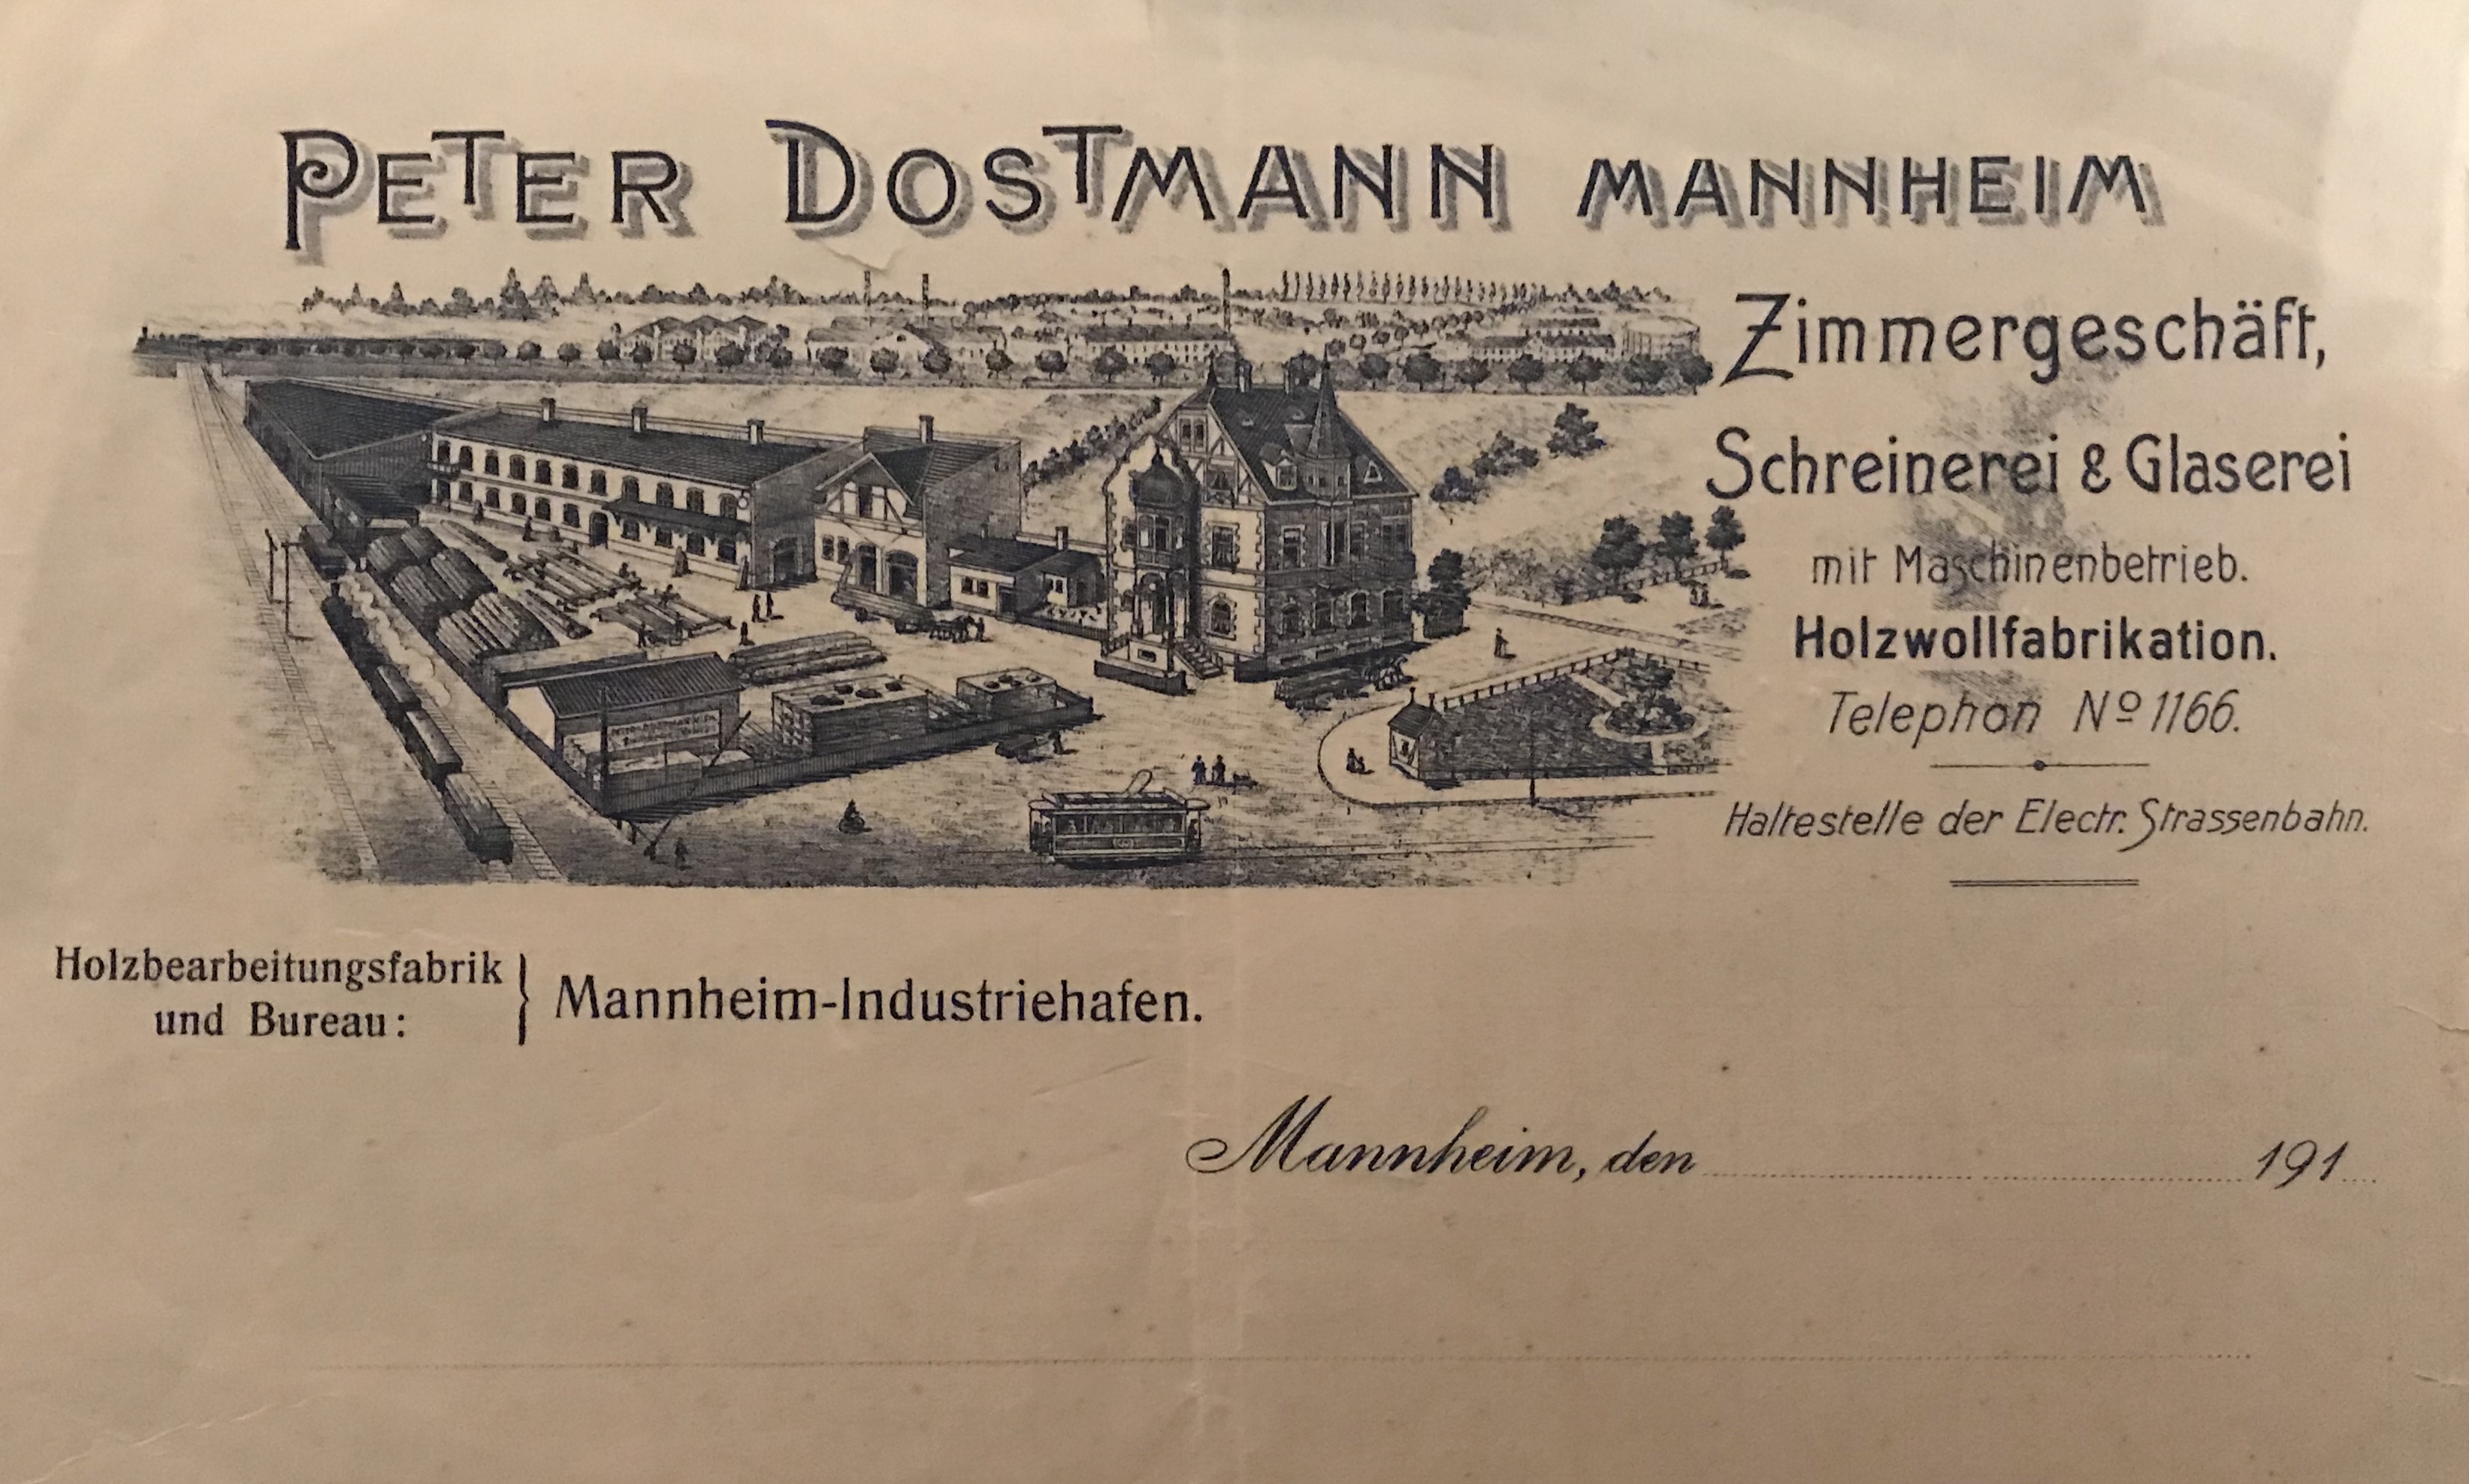 PETER DOSTMANN MANNHEIM
Zimmergeschäft,
Schreinerei & Glaserei
mit Maschinenbetrieb.
Holzwollfabrikation.
Telephon Nº 1166.
Haltestelle der Electr. Strassenbahn.
Holzbearbeitungsfabrik
und Bureau:
Mannheim-Industriehafen.
Mannheim, den 191